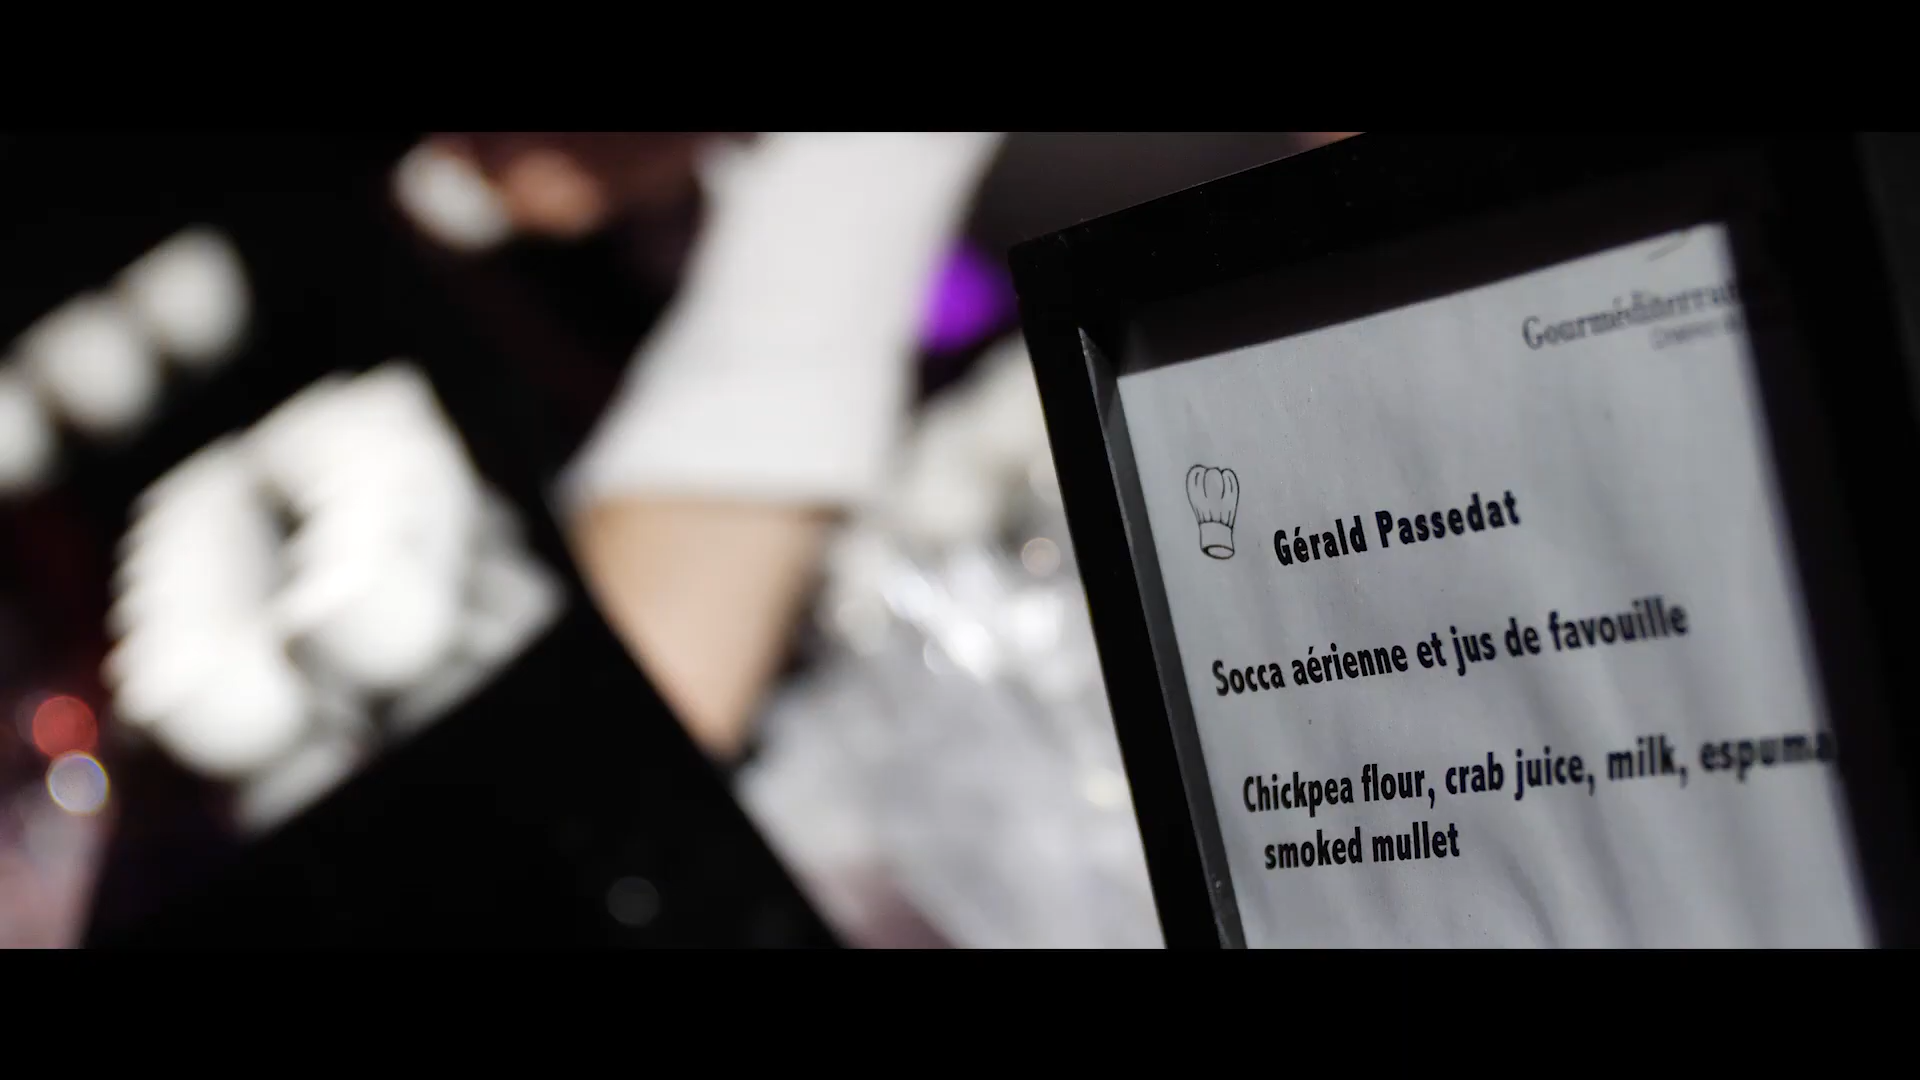 Gérald Passedat
Socca aérienne et jus de favouille
Chickpea flour, crab juice, milk, espuma
smoked mullet